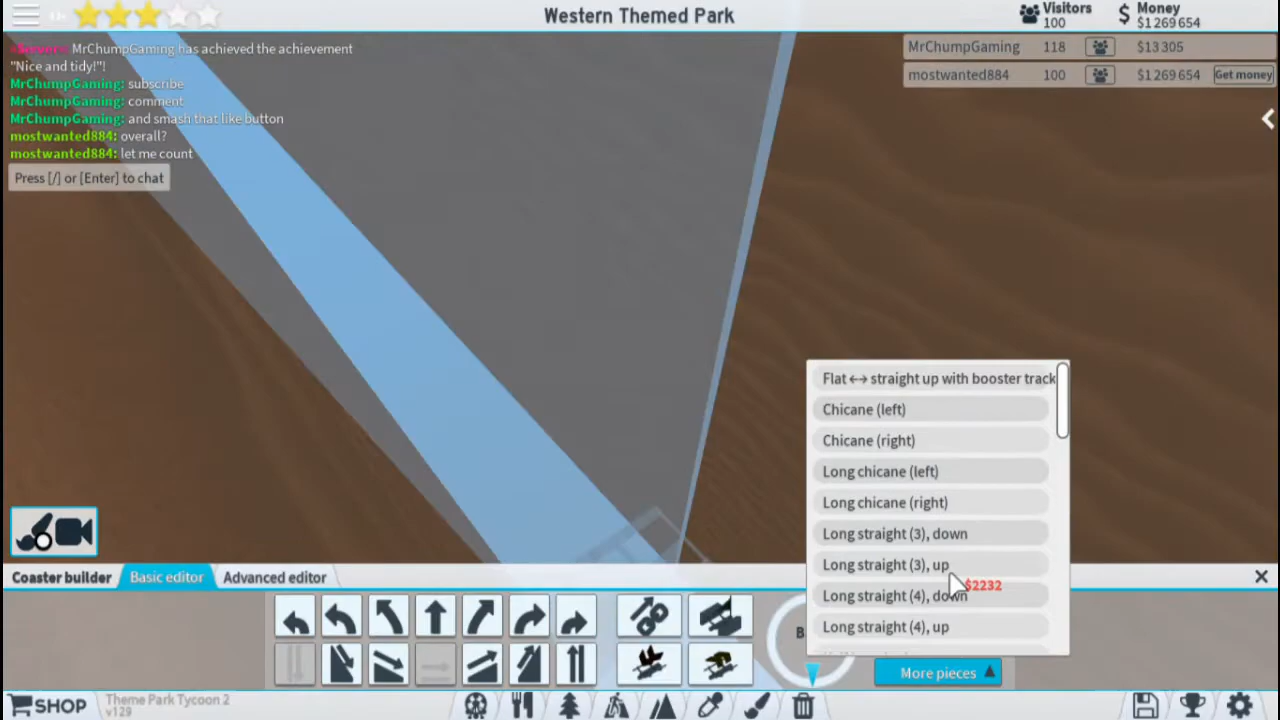 Western Themed Park
Visitors
100
Money
$1 269 654
MrChumpGaming 118 $13 305
mostwanted884 100 $1 269 654 Get money
MrChumpGaming has achieved the achievement
"Nice and tidy!"!
MrChumpGaming: subscribe
MrChumpGaming: comment
MrChumpGaming: and smash that like button
mostwanted884: overall?
mostwanted884: let me count
Press [/] or [Enter] to chat
Flat ↔ straight up with booster track
Chicane (left)
Chicane (right)
Long chicane (left)
Long chicane (right)
Long straight (3), down
Long straight (3), up
$2232
Long straight (4), down
Long straight (4), up
Coaster builder Basic editor Advanced editor
More pieces
SHOP
Theme Park Tycoon 2
v129